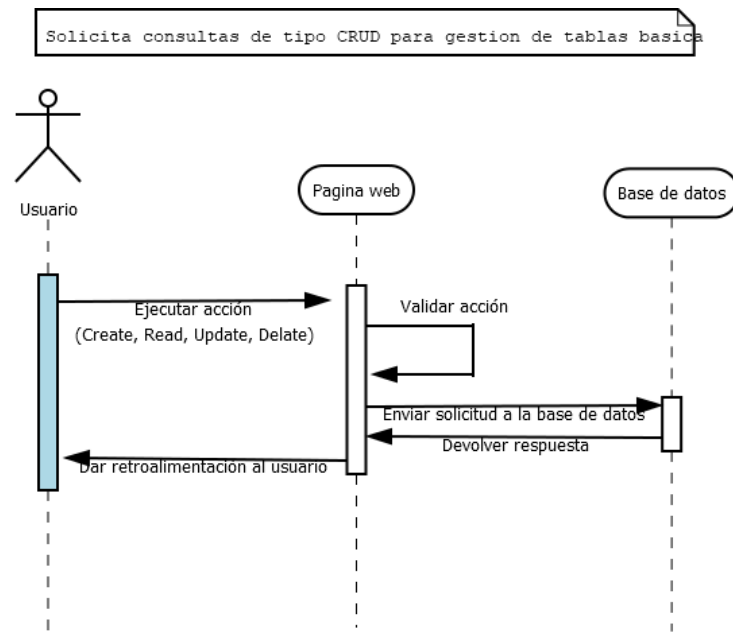 Solicita consultas de tipo CRUD para gestion de tablas basica
Usuario
Pagina web
Base de datos
Ejecutar acción
(Create, Read, Update, Delate)
Validar acción
Enviar solicitud a la base de datos
Devolver respuesta
Dar retroalimentación al usuario